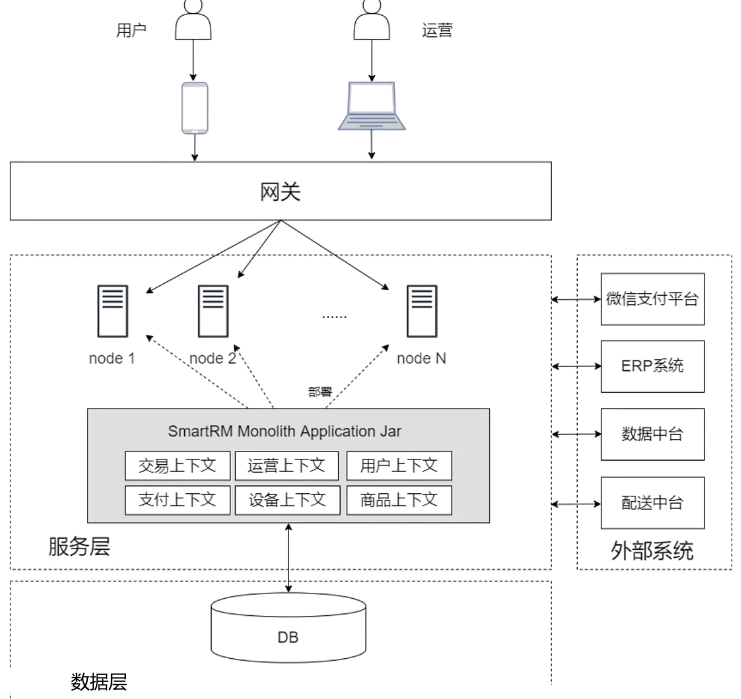 用户
运营
网关
node 1
node 2
......
node N
部署
SmartRM Monolith Application Jar
交易上下文
运营上下文
用户上下文
支付上下文
设备上下文
商品上下文
服务层
微信支付平台
ERP系统
数据中台
配送中台
外部系统
DB
数据层